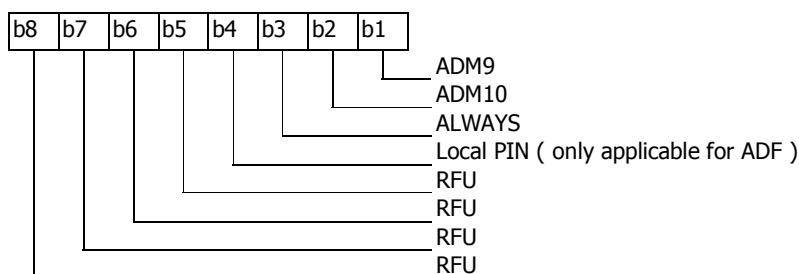 b8 b7 b6 b5 b4 b3 b2 b1
ADM9
ADM10
ALWAYS
Local PIN ( only applicable for ADF )
RFU
RFU
RFU
RFU